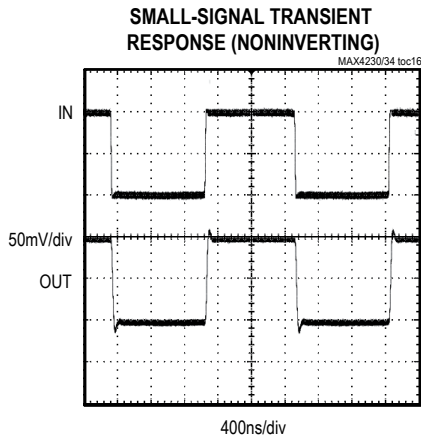 SMALL-SIGNAL TRANSIENT
RESPONSE (NONINVERTING)
MAX4230/34 toc16
IN
50mV/div
OUT
400ns/div